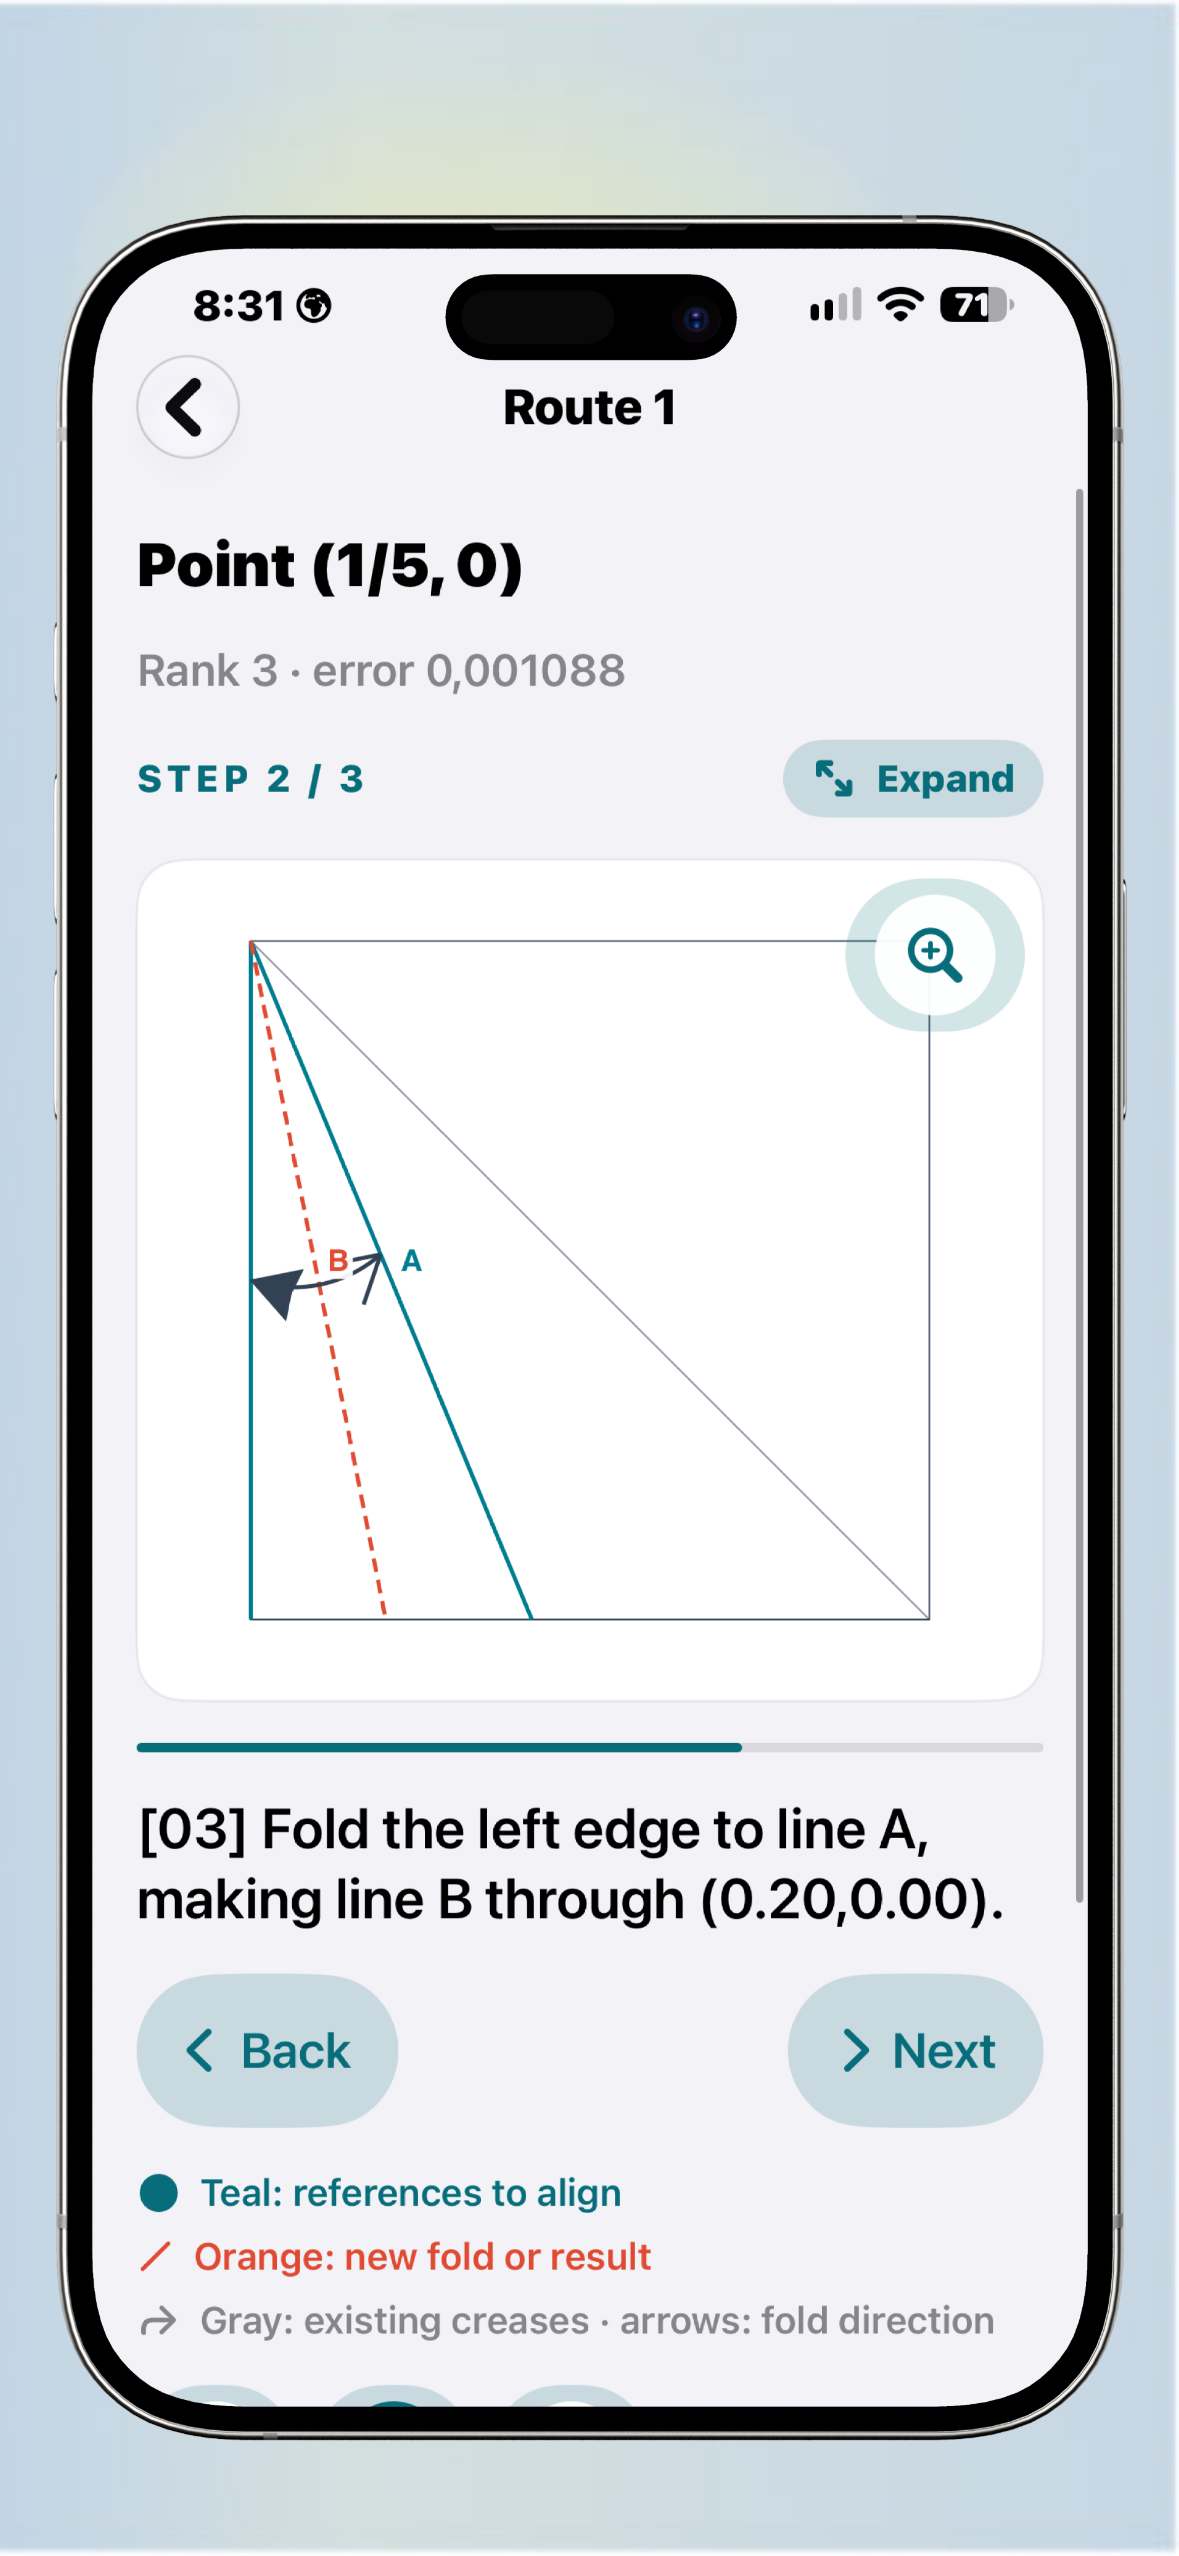 8:31
71
Route 1
Point (1/5, 0)
Rank 3 · error 0,001088
STEP 2 / 3
Expand
B
A
[03] Fold the left edge to line A,
making line B through (0.20,0.00).
Back
Next
Teal: references to align
Orange: new fold or result
Gray: existing creases · arrows: fold direction